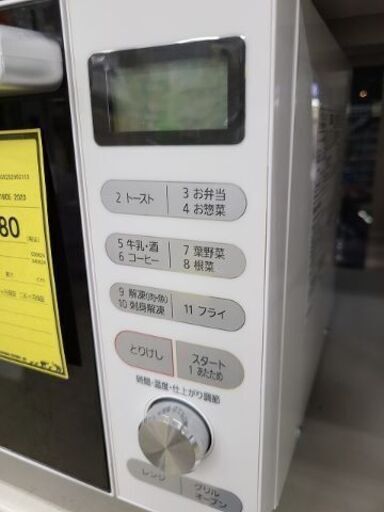 80
2 トースト
3 お弁当
4 お惣菜
5 牛乳・酒
6 コーヒー
7 葉野菜
8 根菜
9 解凍(肉・魚)
10 刺身解凍
11 フライ
とりけし
スタート
1 あたため
時間・温度・仕上がり調節
レンジ
グリル
オーブン